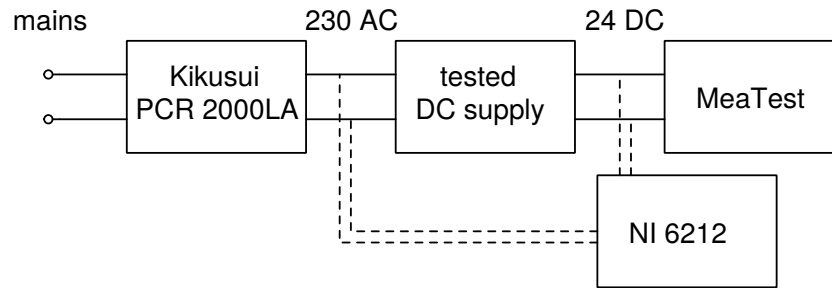 mains
230 AC
24 DC
Kikusui
PCR 2000LA
tested
DC supply
MeaTest
NI 6212